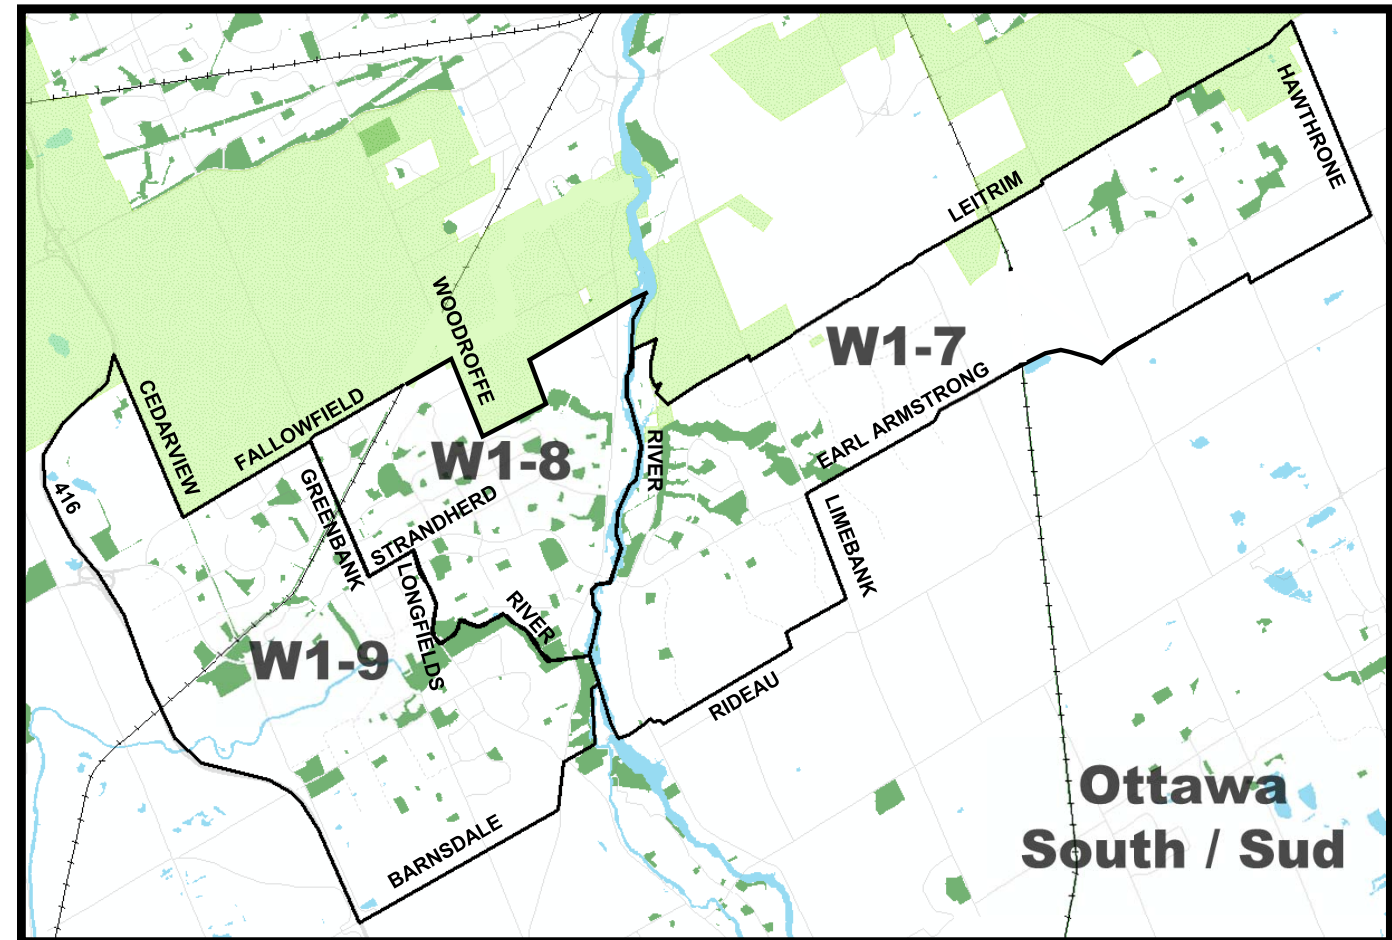 HAWTHRONE
LEITRIM
WOODROFFE
W1-7
CEDARVIEW
FALLOWFIELD
EARL ARMSTRONG
W1-8
RIVER
416
GREENBANK
STRANDHERD
LIMEBANK
LONGFIELDS
RIVER
W1-9
RIDEAU
Ottawa
South / Sud
BARNSDALE